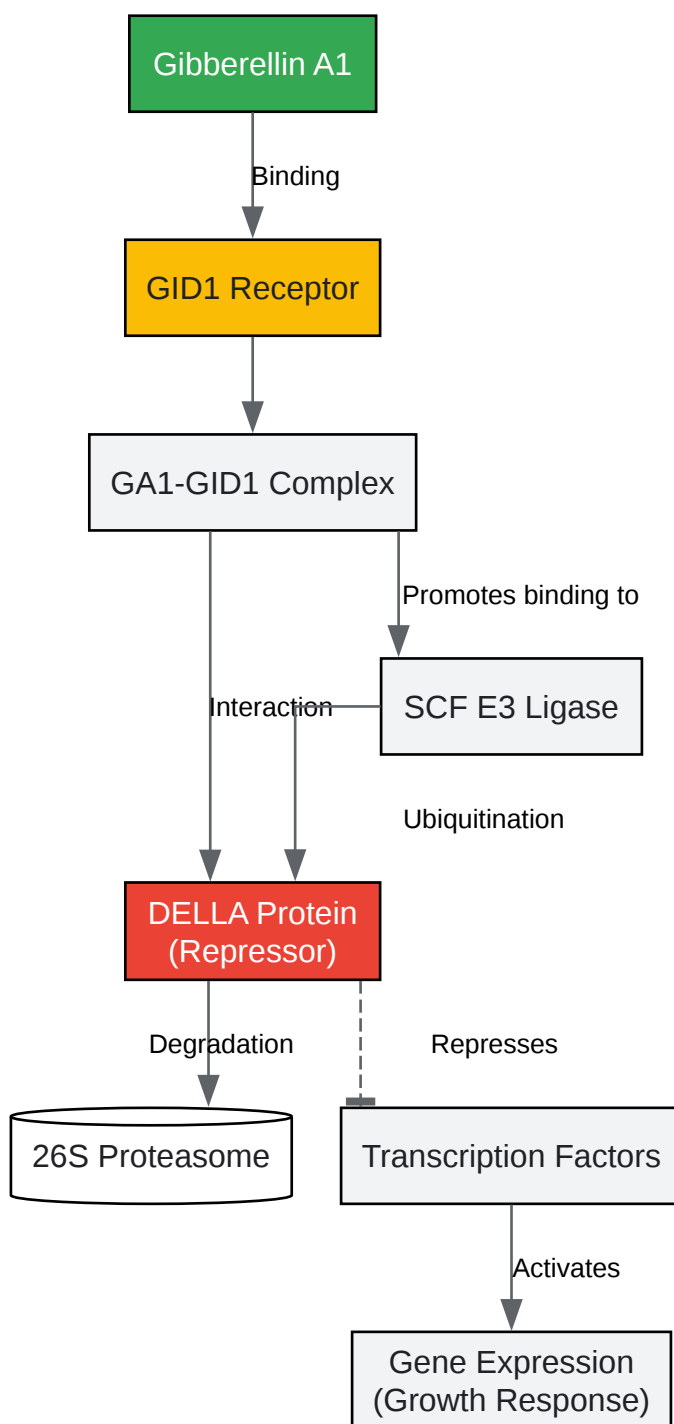 Gibberellin A1
Binding
GID1 Receptor
GA1-GID1 Complex
Promotes binding to
Interaction
SCF E3 Ligase
Ubiquitination
DELLA Protein
(Repressor)
Degradation
Represses
26S Proteasome
Transcription Factors
Activates
Gene Expression
(Growth Response)